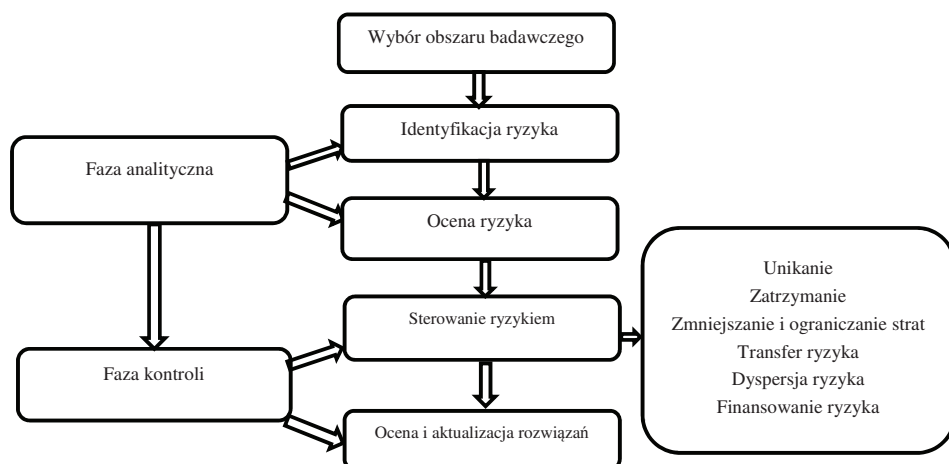 Wybór obszaru badawczego
Identyfikacja ryzyka
Faza analityczna
Ocena ryzyka
Unikanie
Zatrzymanie
Zmniejszanie i ograniczanie strat
Transfer ryzyka
Dyspersja ryzyka
Finansowanie ryzyka
Sterowanie ryzykiem
Faza kontroli
Ocena i aktualizacja rozwiązań